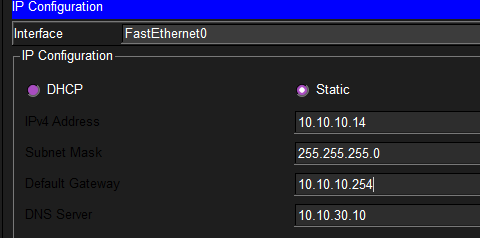 IP Configuration
Interface FastEthernet0
IP Configuration
DHCP Static
IPv4 Address 10.10.10.14
Subnet Mask 255.255.255.0
Default Gateway 10.10.10.254
DNS Server 10.10.30.10